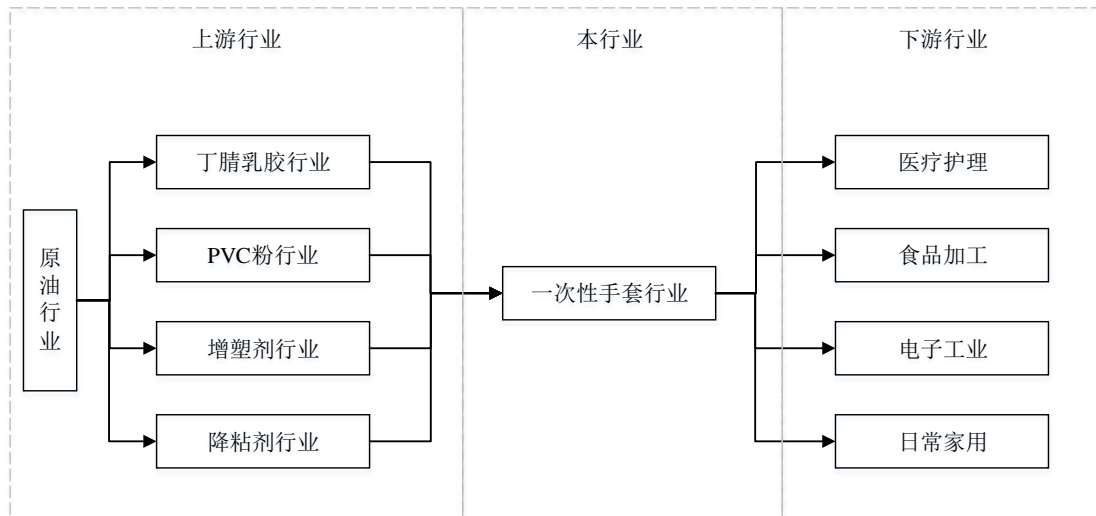 上游行业
本行业
下游行业
原油行业
丁腈乳胶行业
PVC粉行业
增塑剂行业
降粘剂行业
一次性手套行业
医疗护理
食品加工
电子工业
日常家用